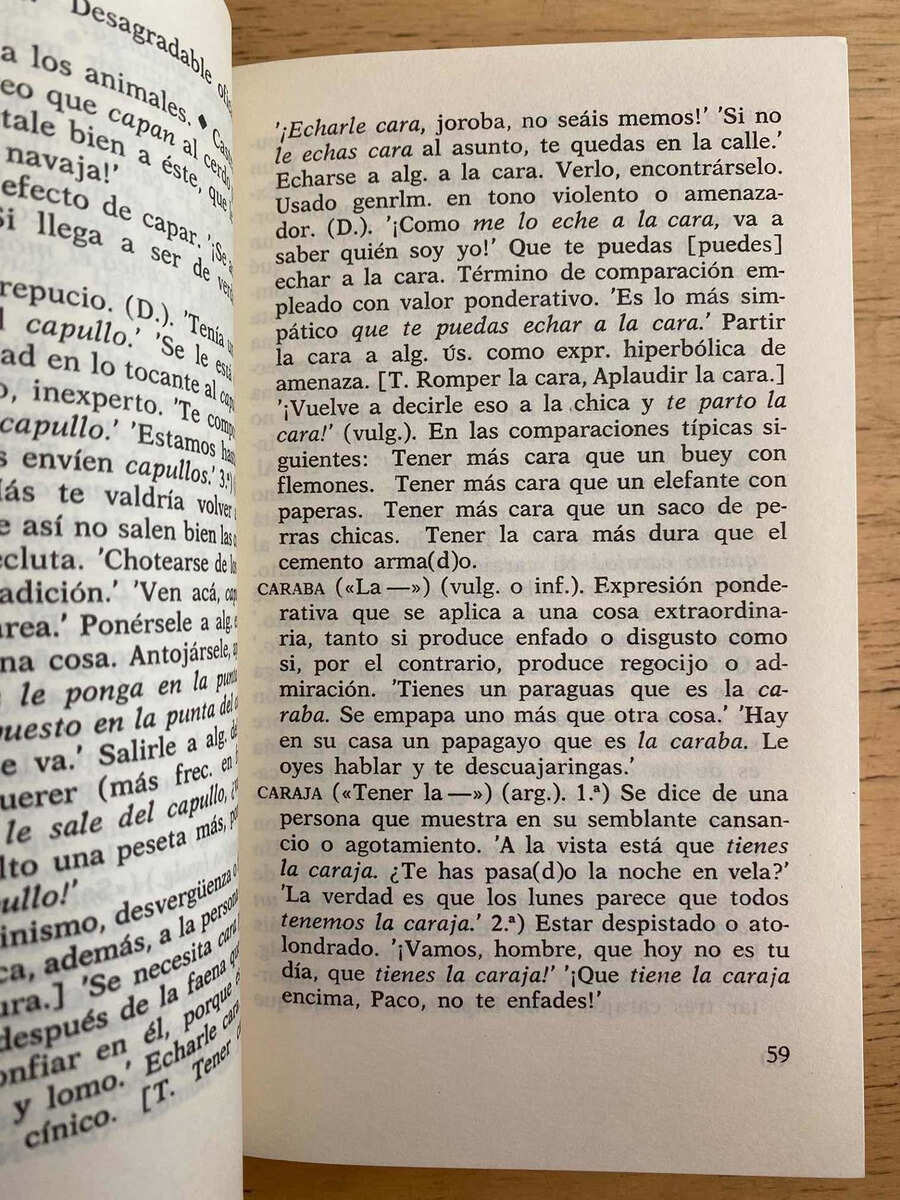 Desagradable
a los animales. ♦
eo que capan al cerdo
tale bien a éste, que
navaja!'
efecto de capar. '¡Se
Si llega a ser de
repucio. (D.). 'Tenía
capullo.' 'Se le está
ad en lo tocante al
o, inexperto. 'Te
capullo.' 'Estamos
s envíen capullos.' 3.ª)
Más te valdría volver
e así no salen bien las
ecluta. 'Chotearse de los
adición.' 'Ven acá,
area.' Ponérsele a alg.
na cosa. Antojársele,
le ponga en la punta
puesto en la punta del
e va.' Salirle a alg. del
uerer (más frec. en
le sale del capullo,
lto una peseta más,
ullo!'
inismo, desvergüenza
ca, además, a la persona
ura.] 'Se necesita cara
después de la faena que
onfiar en él, porque
y lomo.' Echarle cara
cínico. [T. Tener
'¡Echarle cara, joroba, no seáis memos!' 'Si no
le echas cara al asunto, te quedas en la calle.'
Echarse a alg. a la cara. Verlo, encontrárselo.
Usado genrlm. en tono violento o amenaza-
dor. (D.). '¡Como me lo eche a la cara, va a
saber quién soy yo!' Que te puedas [puedes]
echar a la cara. Término de comparación em-
pleado con valor ponderativo. 'Es lo más sim-
pático que te puedas echar a la cara.' Partir
la cara a alg. Ús. como expr. hiperbólica de
amenaza. [T. Romper la cara, Aplaudir la cara.]
'¡Vuelve a decirle eso a la chica y te parto la
cara!' (vulg.). En las comparaciones típicas si-
guientes: Tener más cara que un buey con
flemones. Tener más cara que un elefante con
paperas. Tener más cara que un saco de pe-
rras chicas. Tener la cara más dura que el
cemento arma(d)o.
CARABA («La —») (vulg. o inf.). Expresión ponde-
rativa que se aplica a una cosa extraordina-
ria, tanto si produce enfado o disgusto como
si, por el contrario, produce regocijo o ad-
miración. 'Tienes un paraguas que es la ca-
raba. Se empapa uno más que otra cosa.' 'Hay
en su casa un papagayo que es la caraba. Le
oyes hablar y te descuajaringas.'
CARAJA («Tener la —») (arg.). 1.ª) Se dice de una
persona que muestra en su semblante cansan-
cio o agotamiento. 'A la vista está que tienes
la caraja. ¿Te has pasa(d)o la noche en vela?'
'La verdad es que los lunes parece que todos
tenemos la caraja.' 2.ª) Estar despistado o ato-
londrado. '¡Vamos, hombre, que hoy no es tu
día, que tienes la caraja!' '¡Que tiene la caraja
encima, Paco, no te enfades!'
59